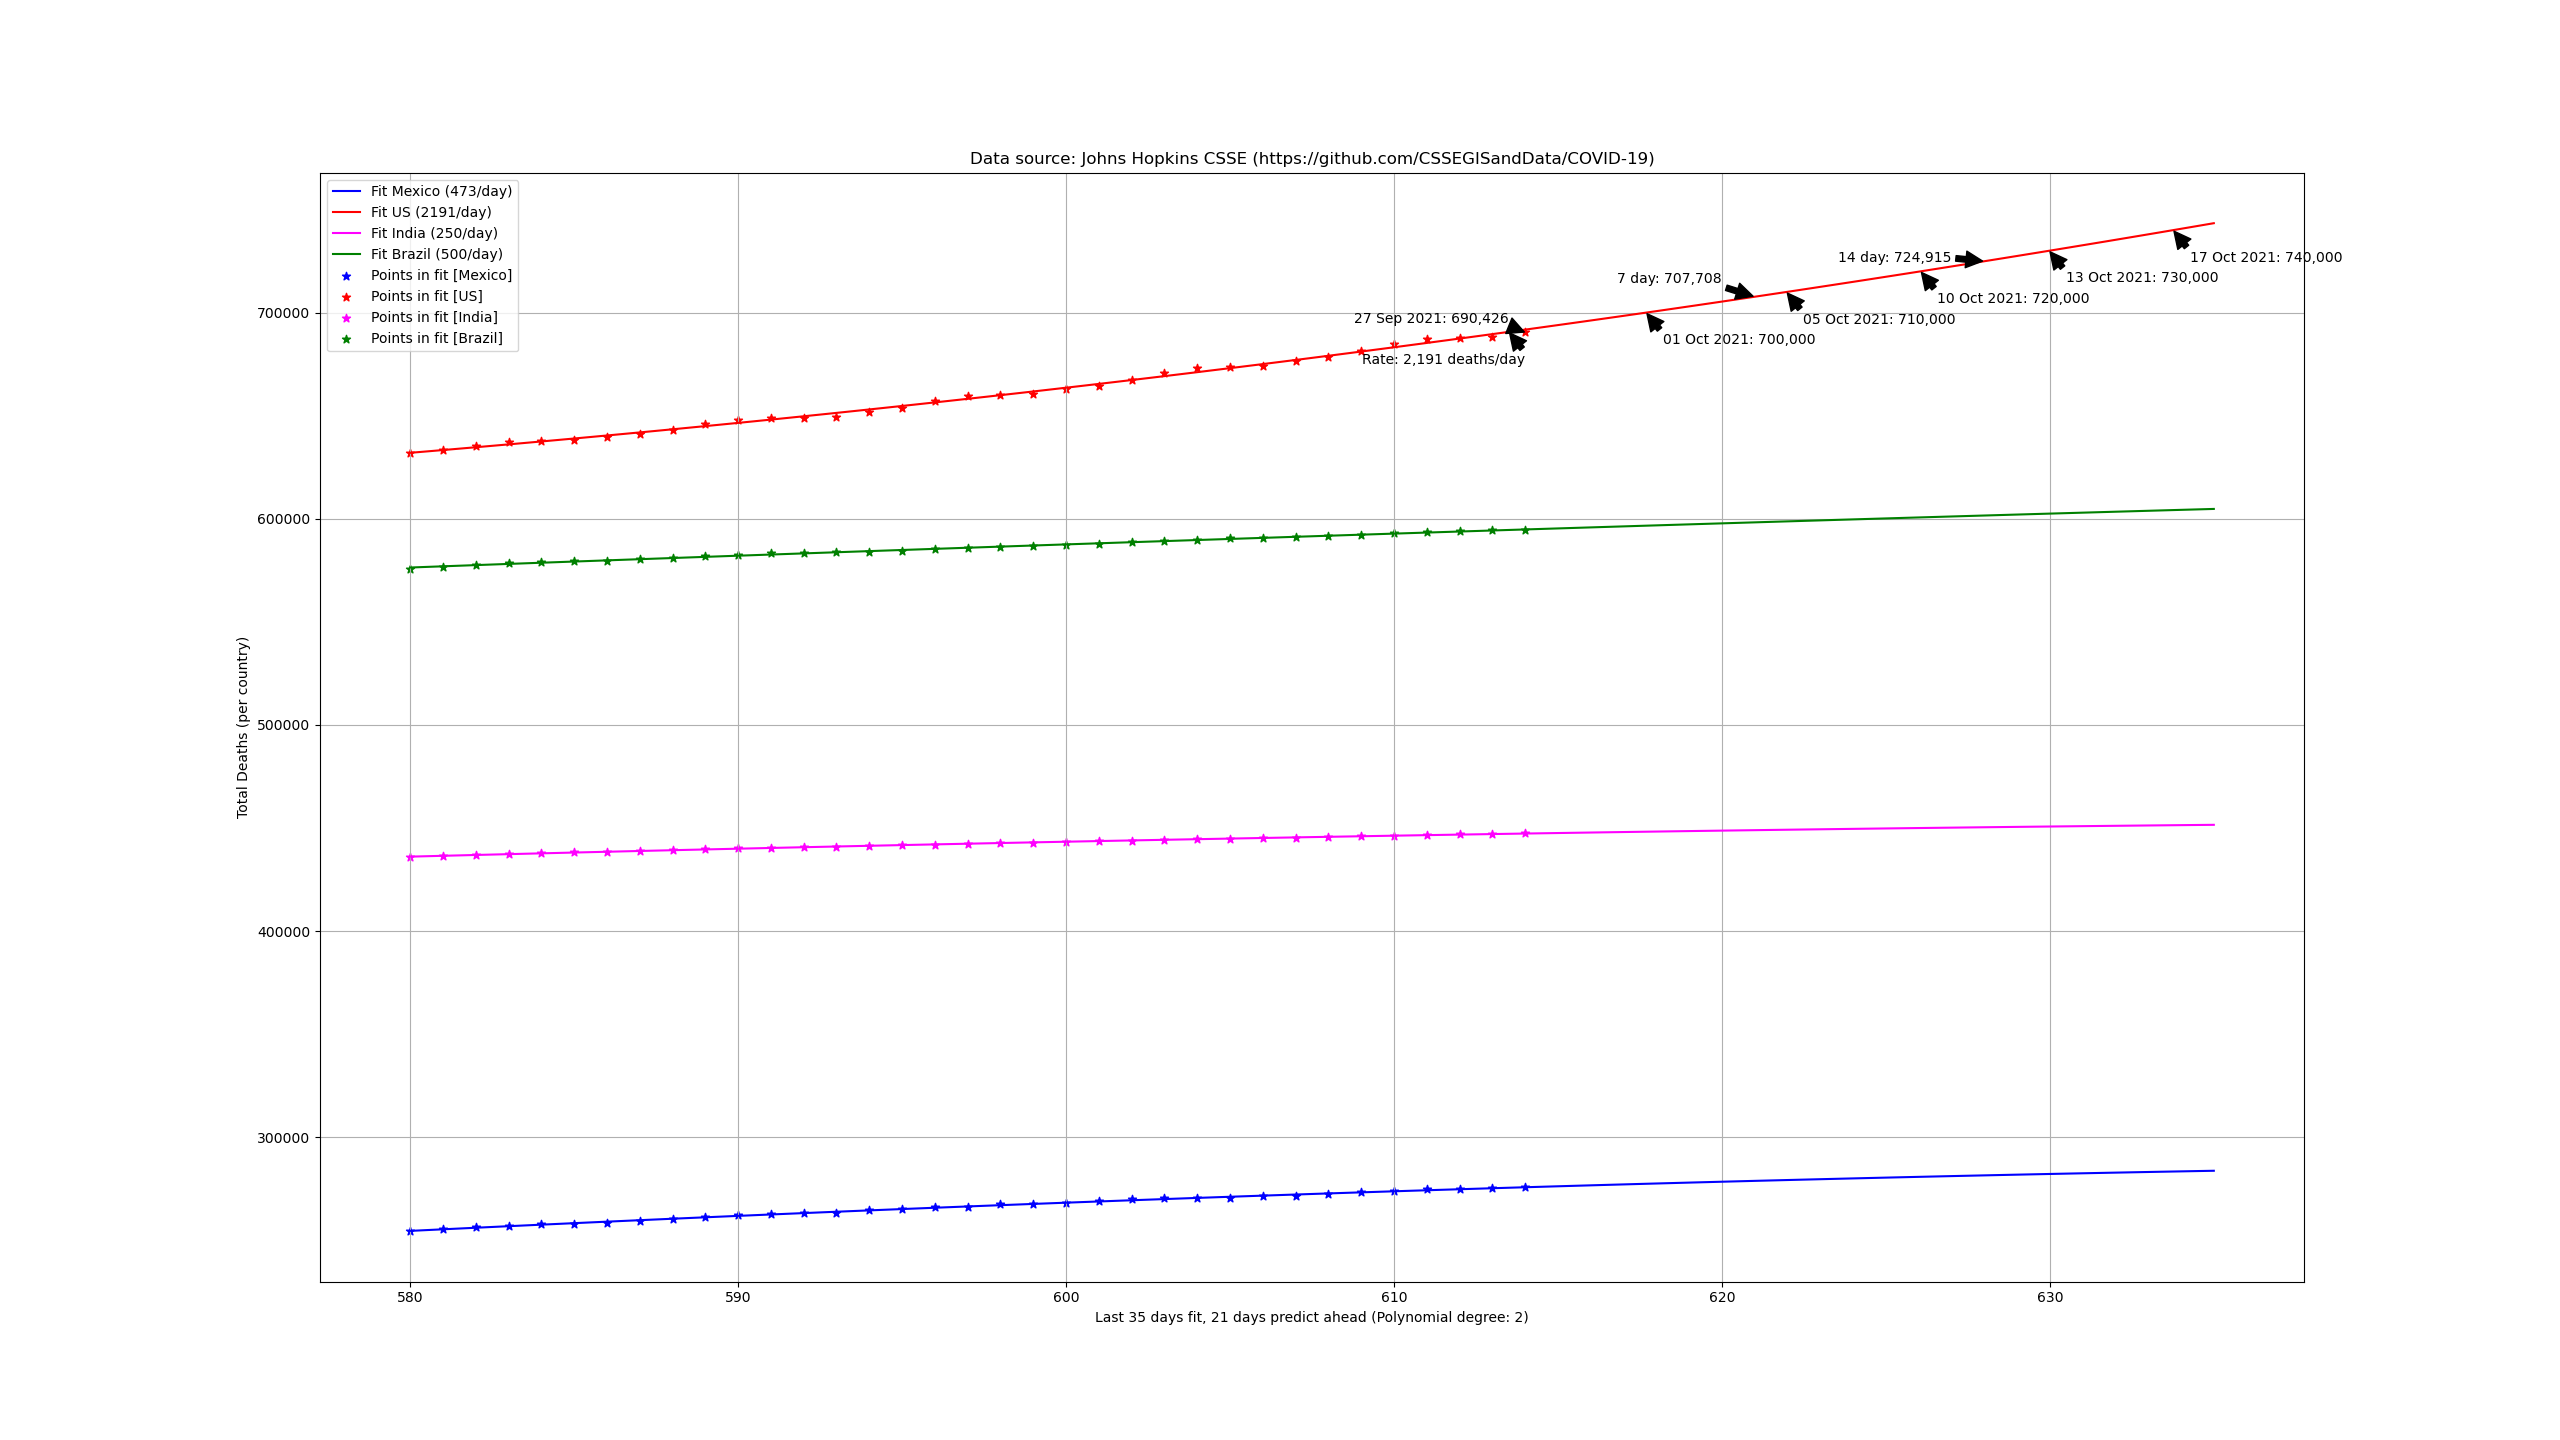 Data source: Johns Hopkins CSSE (https://github.com/CSSEGISandData/COVID-19)
Fit Mexico (473/day)
Fit US (2191/day)
Fit India (250/day)
Fit Brazil (500/day)
Points in fit [Mexico]
Points in fit [US]
Points in fit [India]
Points in fit [Brazil]
17 Oct 2021: 740,000
14 day: 724,915
13 Oct 2021: 730,000
7 day: 707,708
10 Oct 2021: 720,000
27 Sep 2021: 690,426
05 Oct 2021: 710,000
01 Oct 2021: 700,000
Rate: 2,191 deaths/day
700000
600000
500000
400000
300000
Total Deaths (per country)
580 590 600 610 620 630
Last 35 days fit, 21 days predict ahead (Polynomial degree: 2)